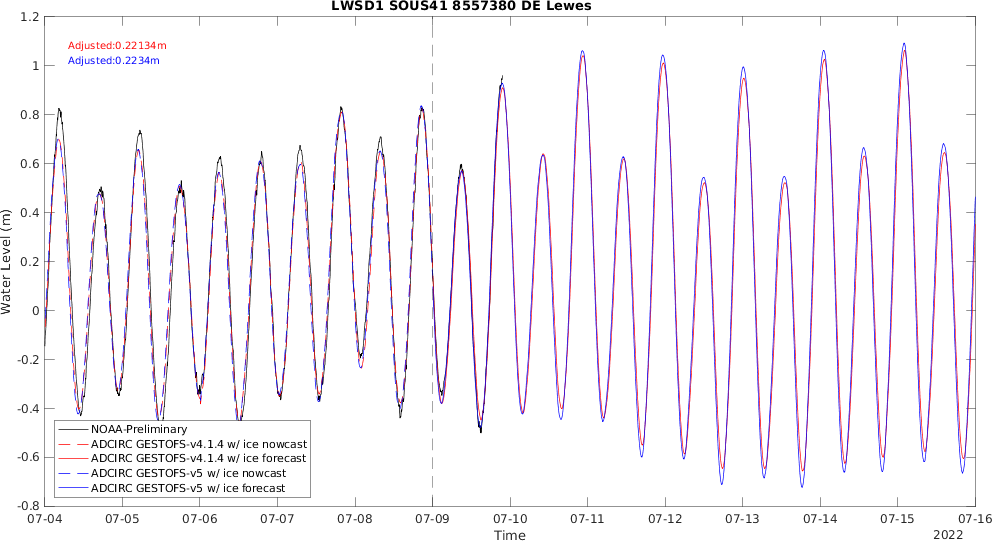 LWSD1 SOUS41 8557380 DE Lewes
Adjusted:0.22134m
Adjusted:0.2234m
Water Level (m)
1.2
1
0.8
0.6
0.4
0.2
0
-0.2
-0.4
-0.6
-0.8
NOAA-Preliminary
ADCIRC GESTOFS-v4.1.4 w/ ice nowcast
ADCIRC GESTOFS-v4.1.4 w/ ice forecast
ADCIRC GESTOFS-v5 w/ ice nowcast
ADCIRC GESTOFS-v5 w/ ice forecast
07-04 07-05 07-06 07-07 07-08 07-09 07-10 07-11 07-12 07-13 07-14 07-15 07-16
Time
2022